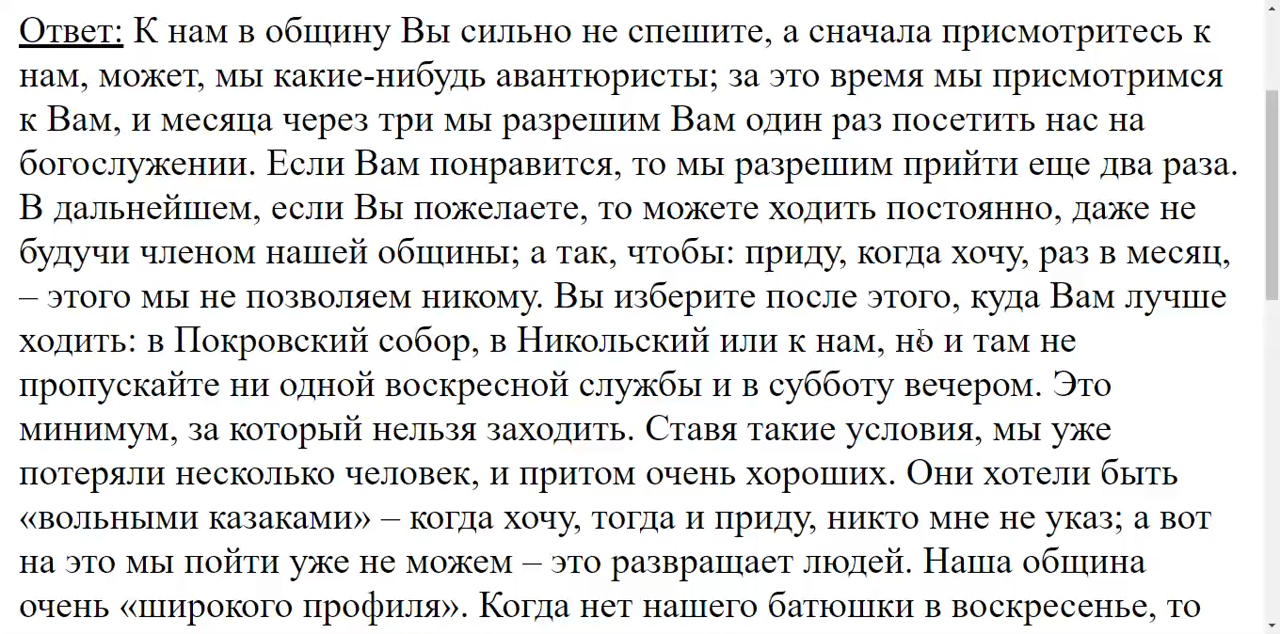 Ответ: К нам в общину Вы сильно не спешите, а сначала присмотритесь к
нам, может, мы какие-нибудь авантюристы; за это время мы присмотримся
к Вам, и месяца через три мы разрешим Вам один раз посетить нас на
богослужении. Если Вам понравится, то мы разрешим прийти еще два раза.
В дальнейшем, если Вы пожелаете, то можете ходить постоянно, даже не
будучи членом нашей общины; а так, чтобы: приду, когда хочу, раз в месяц,
– этого мы не позволяем никому. Вы изберите после этого, куда Вам лучше
ходить: в Покровский собор, в Никольский или к нам, но и там не
пропускайте ни одной воскресной службы и в субботу вечером. Это
минимум, за который нельзя заходить. Ставя такие условия, мы уже
потеряли несколько человек, и притом очень хороших. Они хотели быть
«вольными казаками» – когда хочу, тогда и приду, никто мне не указ; а вот
на это мы пойти уже не можем – это развращает людей. Наша община
очень «широкого профиля». Когда нет нашего батюшки в воскресенье, то